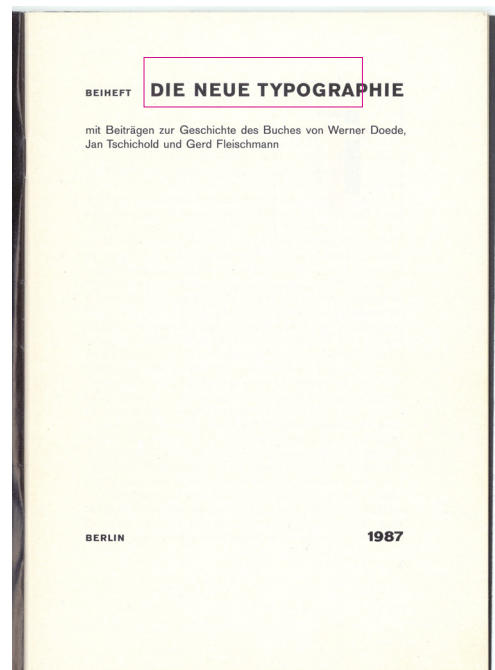 BEIHEFT DIE NEUE TYPOGRAPHIE
mit Beiträgen zur Geschichte des Buches von Werner Doede,
Jan Tschichold und Gerd Fleischmann
BERLIN 1987